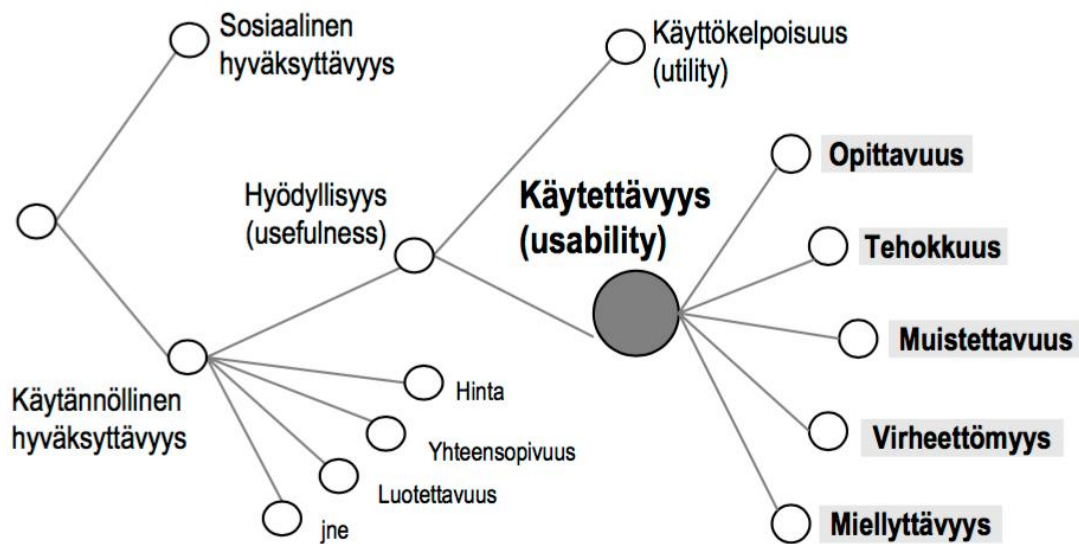 Sosiaalinen
hyväksyttävyys
Käyttökelpoisuus
(utility)
Opittavuus
Hyödyllisyys
(usefulness)
Käytettävyys
(usability)
Tehokkuus
Muistettavuus
Käytännöllinen
hyväksyttävyys
Hinta
Yhteensopivuus
Virheettömyys
Luotettavuus
jne
Miellyttävyys